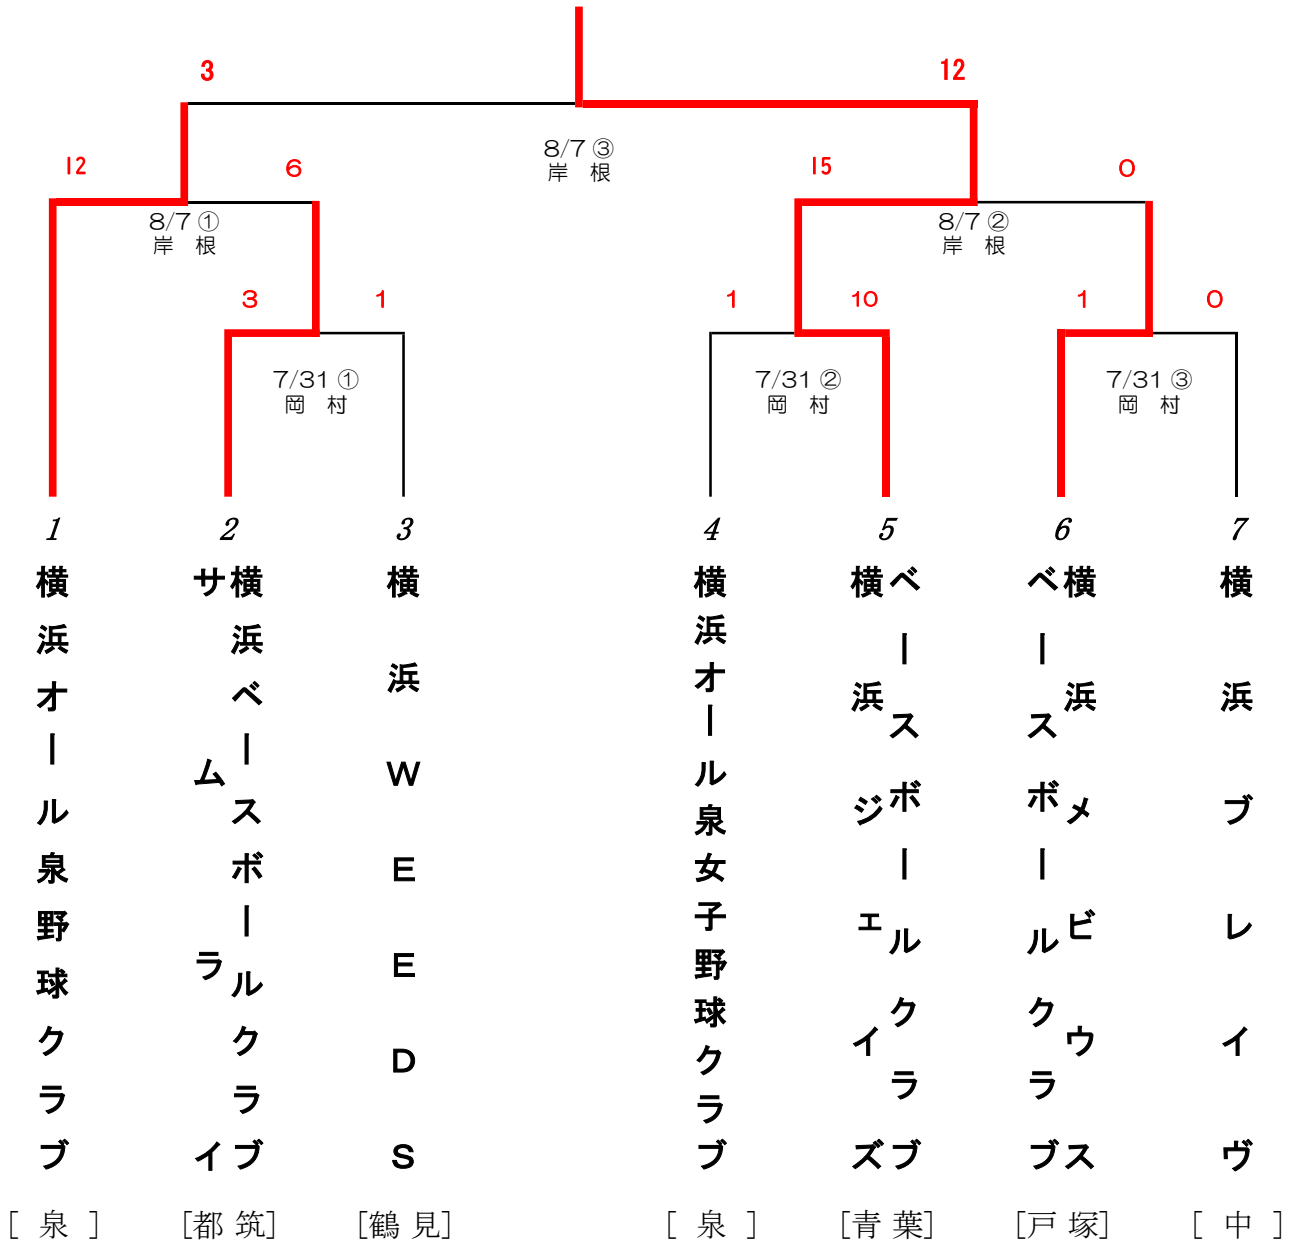 3
12
8/7 ③
岸 根
12
6
15
0
8/7 ①
岸 根
8/7 ②
岸 根
3
1
1
10
1
0
7/31 ①
岡 村
7/31 ②
岡 村
7/31 ③
岡 村
1
2
3
4
5
6
7
横浜オール泉野球クラブ
横浜ベースボールクラブ
サムライ
横浜WEEDS
横浜オール泉女子野球クラブ
横浜ジェイズ
ベースボールクラブ
横浜メビウス
ベースボールクラブ
横浜ブレイヴ
[ 泉 ]
[都 筑]
[鶴 見]
[ 泉 ]
[青 葉]
[戸 塚]
[ 中 ]